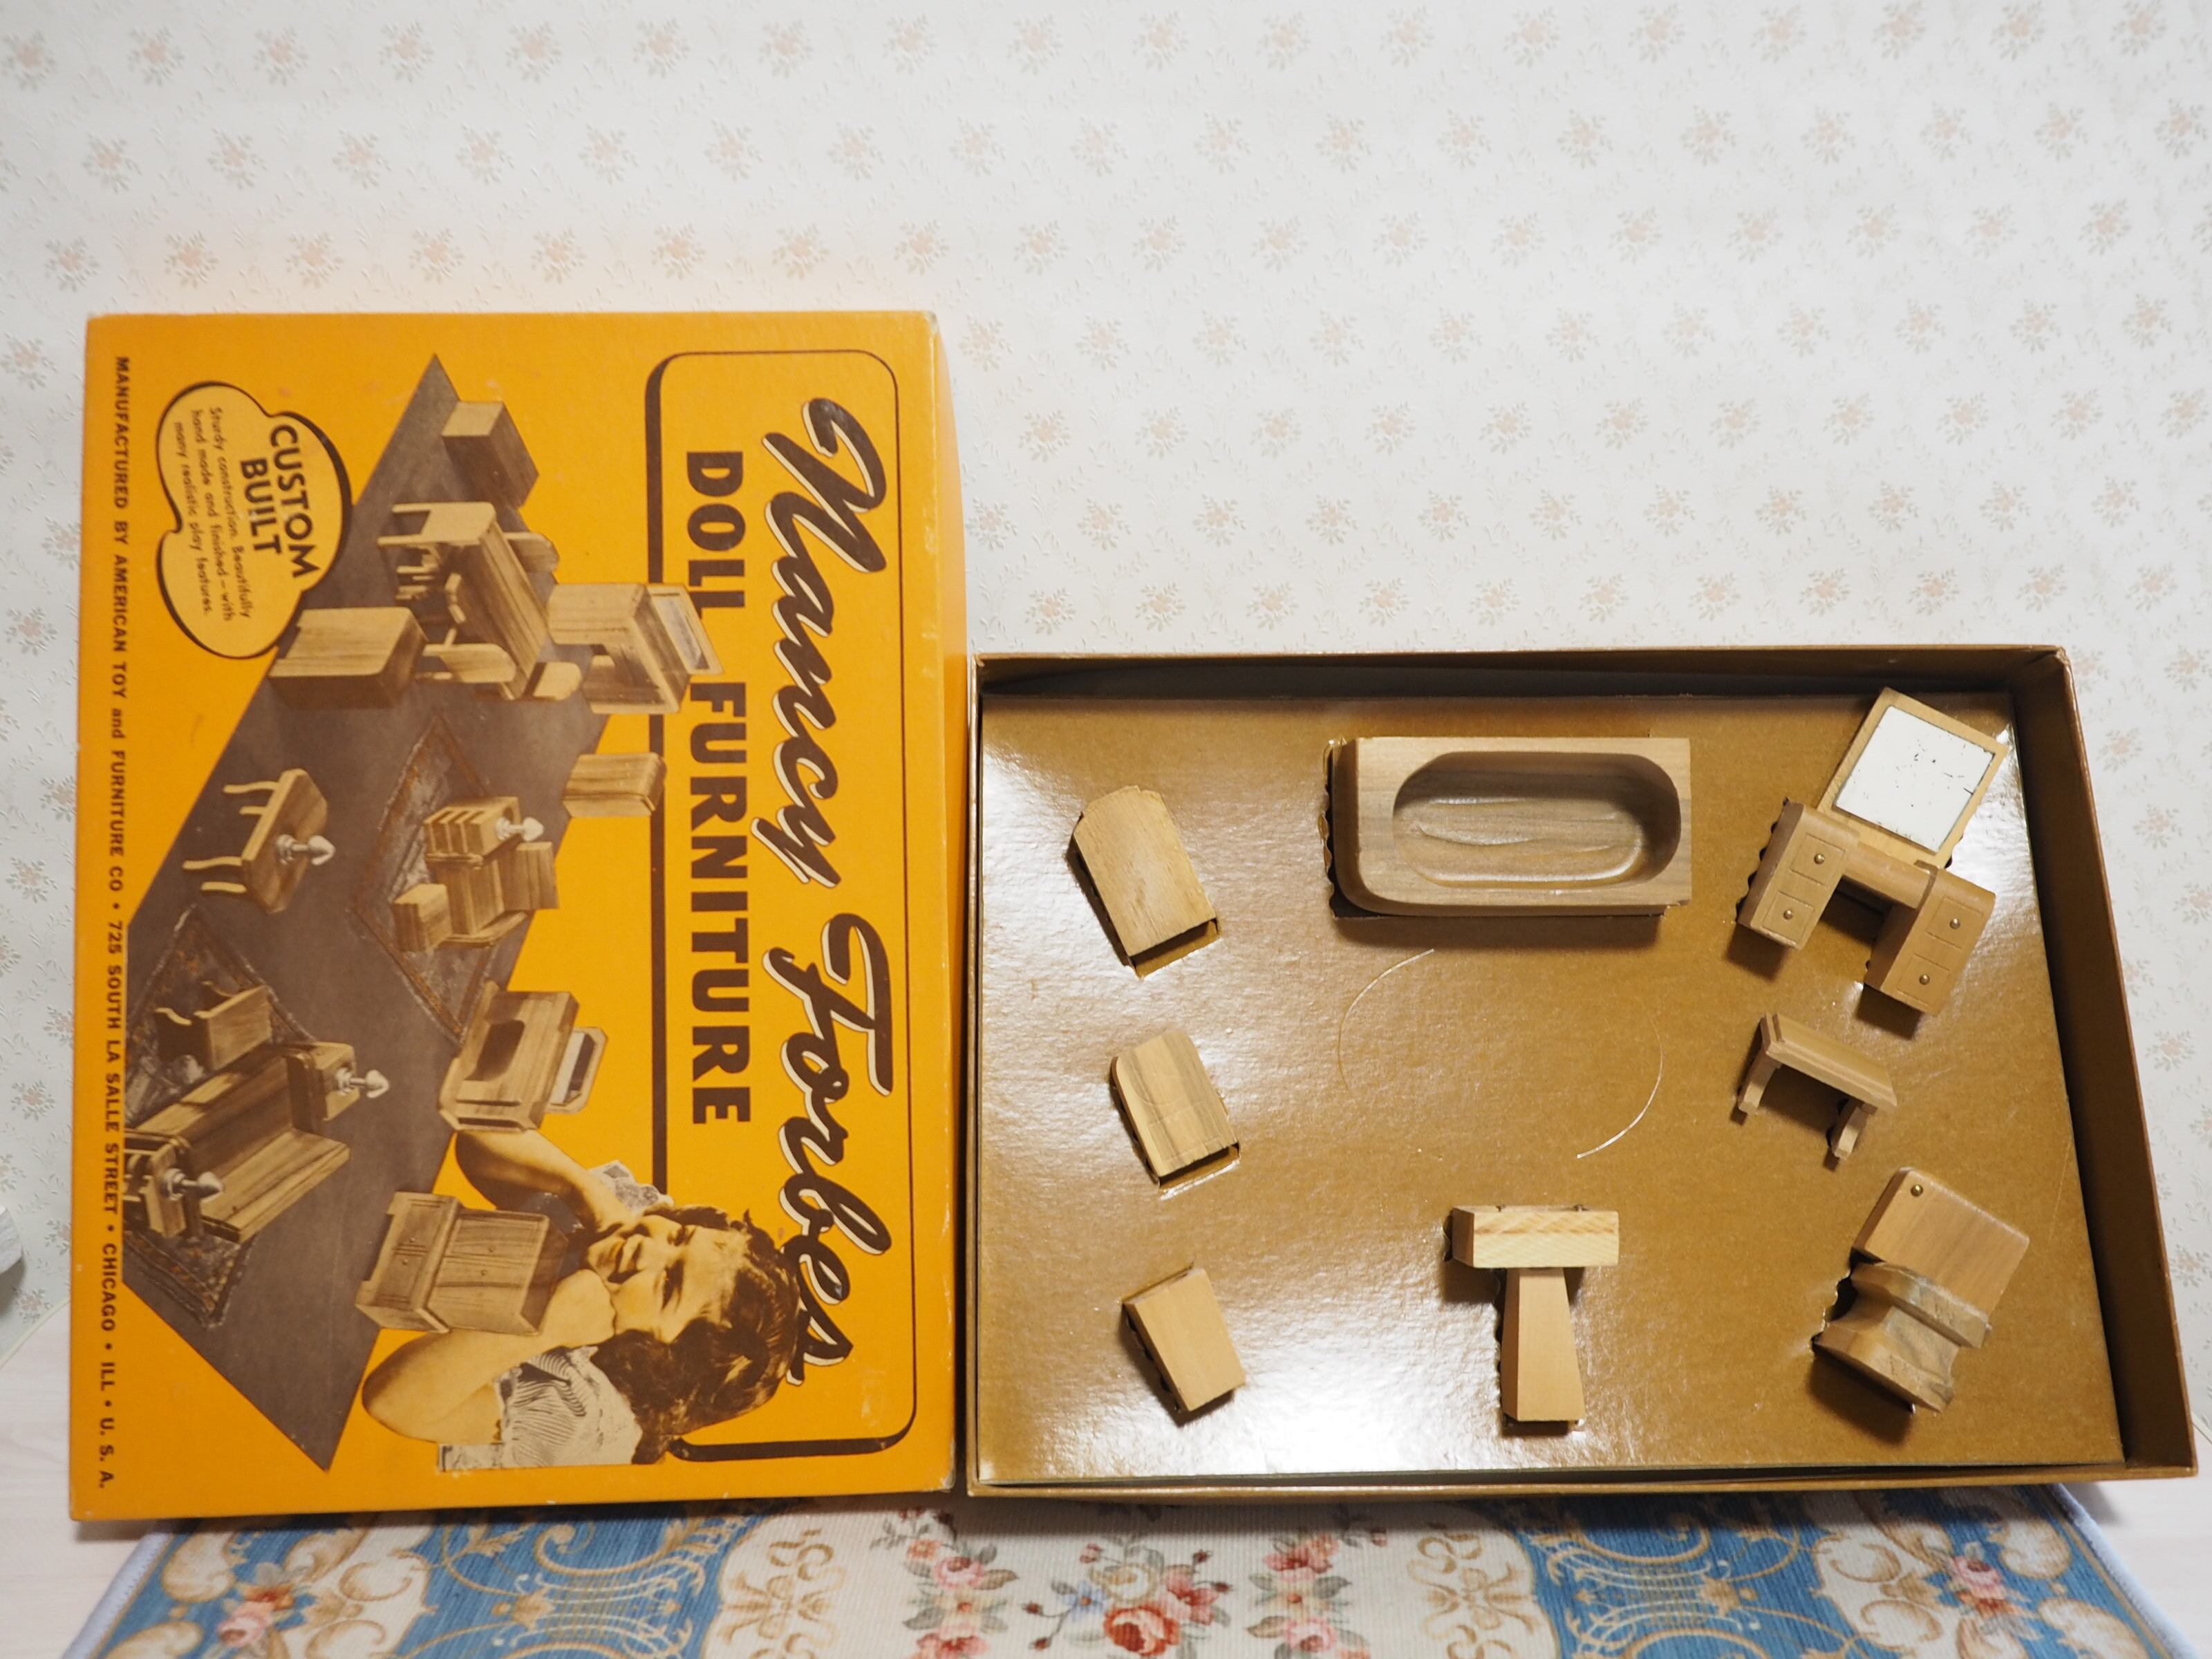 Nancy Forbes
DOLL FURNITURE
CUSTOM
BUILT
Sturdy construction. Beautifully
hand made and finished—with
many realistic play features.
MANUFACTURED BY AMERICAN TOY and FURNITURE CO • 725 SOUTH LA SALLE STREET • CHICAGO • ILL • U. S. A.